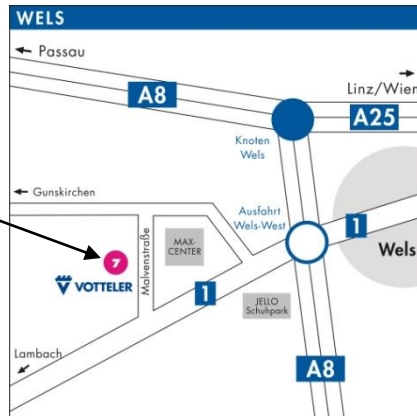 WELS
Passau
Linz/Wien
A8
A25
Knoten
Wels
Gunskirchen
Ausfahrt
Wels-West
1
MAX-
CENTER
Wels
Malvenstraße
7
VOTTELER
1
JELLO
Schuhpark
Lambach
A8